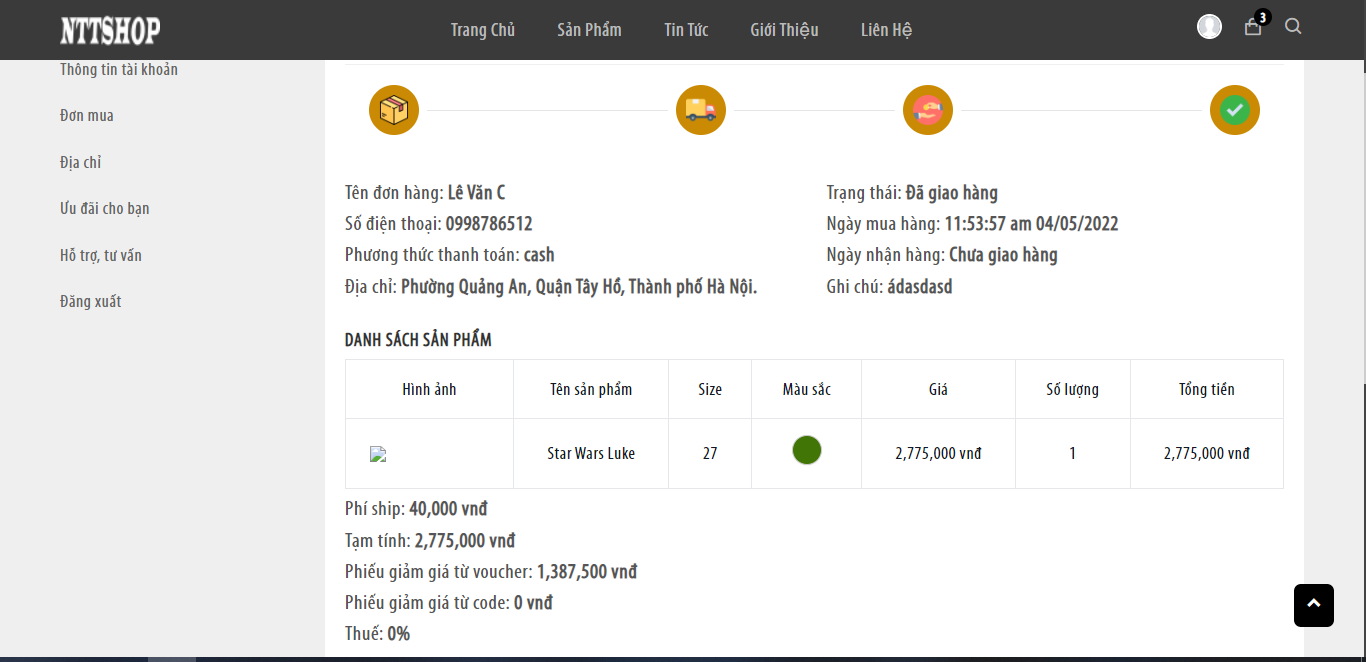 NTTSHOP Trang Chủ Sản Phẩm Tin Tức Giới Thiệu Liên Hệ 3
Thông tin tài khoản
Đơn mua
Địa chỉ
Ưu đãi cho bạn
Hỗ trợ, tư vấn
Đăng xuất
Tên đơn hàng: Lê Văn C
Số điện thoại: 0998786512
Phương thức thanh toán: cash
Địa chỉ: Phường Quảng An, Quận Tây Hồ, Thành phố Hà Nội.
Trạng thái: Đã giao hàng
Ngày mua hàng: 11:53:57 am 04/05/2022
Ngày nhận hàng: Chưa giao hàng
Ghi chú: ádasdasd
DANH SÁCH SẢN PHẨM
Hình ảnh Tên sản phẩm Size Màu sắc Giá Số lượng Tổng tiền
Star Wars Luke 27 2,775,000 vnđ 1 2,775,000 vnđ
Phí ship: 40,000 vnđ
Tạm tính: 2,775,000 vnđ
Phiếu giảm giá từ voucher: 1,387,500 vnđ
Phiếu giảm giá từ code: 0 vnđ
Thuế: 0%